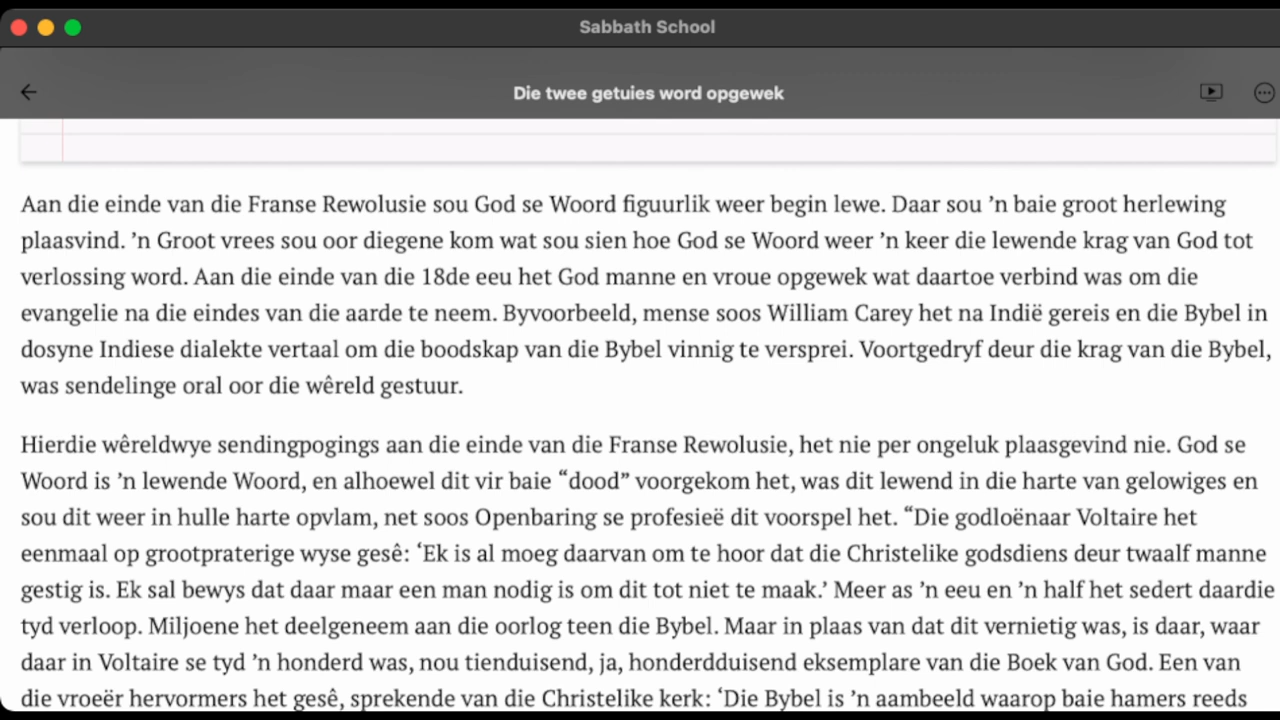 Sabbath School
Die twee getuies word opgewek
Aan die einde van die Franse Rewolusie sou God se Woord figuurlik weer begin lewe. Daar sou ’n baie groot herlewing
plaasvind. ’n Groot vrees sou oor diegene kom wat sou sien hoe God se Woord weer ’n keer die lewende krag van God tot
verlossing word. Aan die einde van die 18de eeu het God manne en vroue opgewek wat daartoe verbind was om die
evangelie na die eindes van die aarde te neem. Byvoorbeeld, mense soos William Carey het na Indië gereis en die Bybel in
dosyne Indiese dialekte vertaal om die boodskap van die Bybel vinnig te versprei. Voortgedryf deur die krag van die Bybel,
was sendelinge oral oor die wêreld gestuur.
Hierdie wêreldwye sendingpogings aan die einde van die Franse Rewolusie, het nie per ongeluk plaasgevind nie. God se
Woord is ’n lewende Woord, en alhoewel dit vir baie “dood” voorgekom het, was dit lewend in die harte van gelowiges en
sou dit weer in hulle harte opvlam, net soos Openbaring se profesieë dit voorspel het. “Die godloënaar Voltaire het
eenmaal op grootpraterige wyse gesê: ‘Ek is al moeg daarvan om te hoor dat die Christelike godsdiens deur twaalf manne
gestig is. Ek sal bewys dat daar maar een man nodig is om dit tot niet te maak.’ Meer as ’n eeu en ’n half het sedert daardie
tyd verloop. Miljoene het deelgeneem aan die oorlog teen die Bybel. Maar in plaas van dat dit vernietig was, is daar, waar
daar in Voltaire se tyd ’n honderd was, nou tienduisend, ja, honderdduisend eksemplare van die Boek van God. Een van
die vroeër hervormers het gesê, sprekende van die Christelike kerk: ‘Die Bybel is ’n aambeeld waarop baie hamers reeds